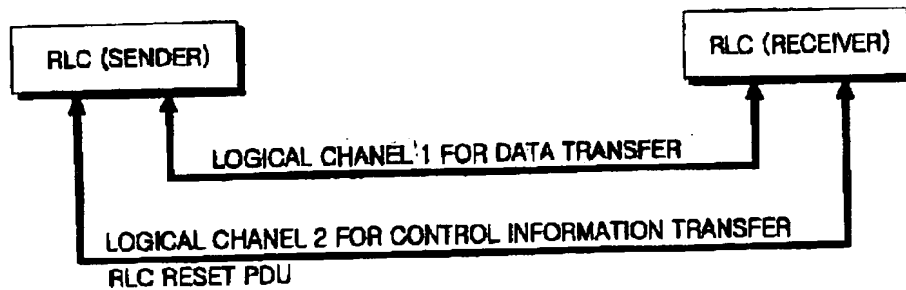 RLC (SENDER)
RLC (RECEIVER)
LOGICAL CHANEL 1 FOR DATA TRANSFER
LOGICAL CHANEL 2 FOR CONTROL INFORMATION TRANSFER
RLC RESET PDU